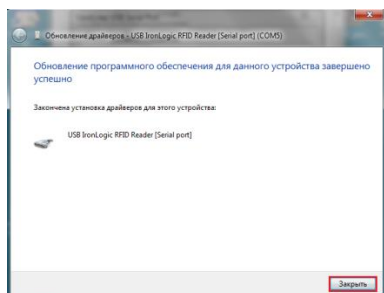 Обновление драйверов - USB IronLogic RFID Reader [Serial port] (COM5)
Обновление программного обеспечения для данного устройства завершено
успешно
Закончена установка драйверов для этого устройства:
USB IronLogic RFID Reader [Serial port]
Закрыть